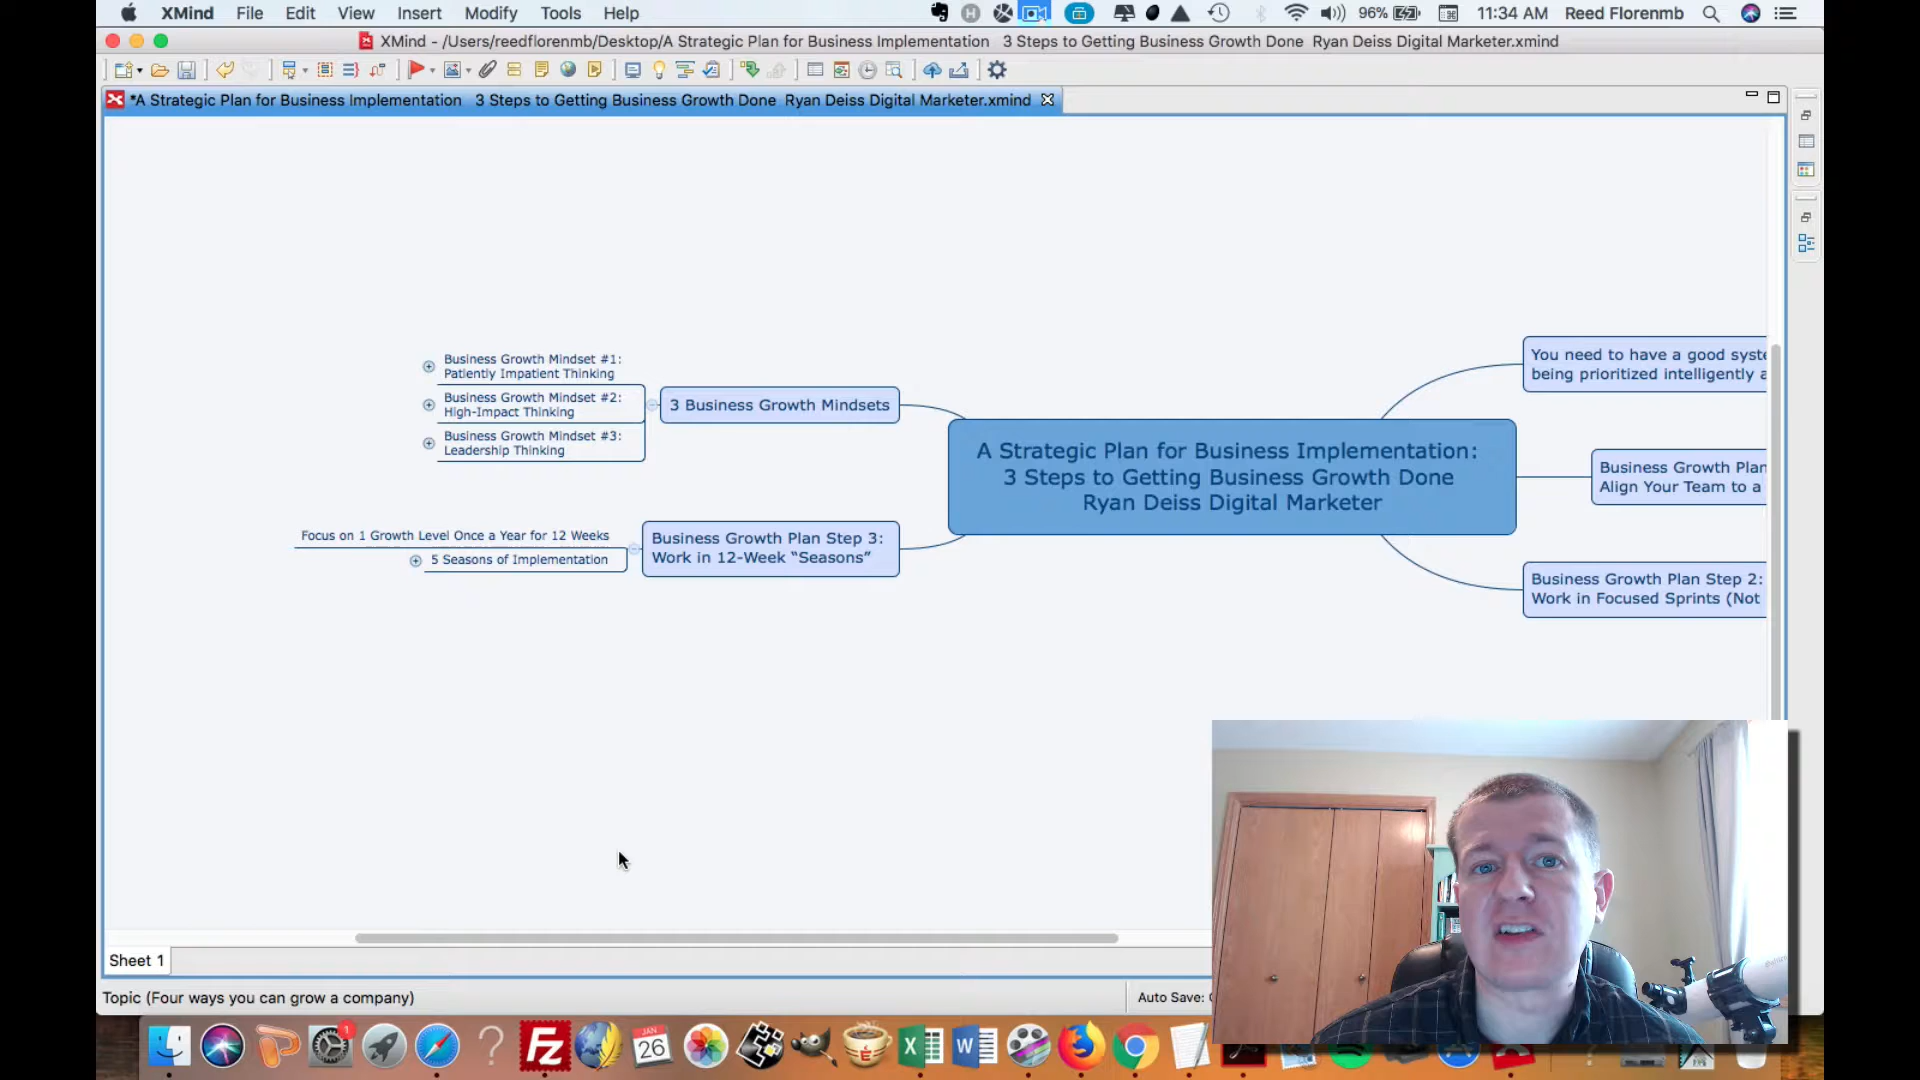 XMind File Edit View Insert Modify Tools Help 96% 11:34 AM Reed Florenmb
XMind - /Users/reedflorenmb/Desktop/A Strategic Plan for Business Implementation 3 Steps to Getting Business Growth Done Ryan Deiss Digital Marketer.xmind
*A Strategic Plan for Business Implementation 3 Steps to Getting Business Growth Done Ryan Deiss Digital Marketer.xmind
Business Growth Mindset #1:
Patiently Impatient Thinking
Business Growth Mindset #2:
High-Impact Thinking
Business Growth Mindset #3:
Leadership Thinking
3 Business Growth Mindsets
Focus on 1 Growth Level Once a Year for 12 Weeks
5 Seasons of Implementation
Business Growth Plan Step 3:
Work in 12-Week “Seasons”
A Strategic Plan for Business Implementation:
3 Steps to Getting Business Growth Done
Ryan Deiss Digital Marketer
You need to have a good syste
being prioritized intelligently a
Business Growth Plan
Align Your Team to a
Business Growth Plan Step 2:
Work in Focused Sprints (Not
Sheet 1
Topic (Four ways you can grow a company)
Auto Save:
1
Fz
JAN
26
X
W